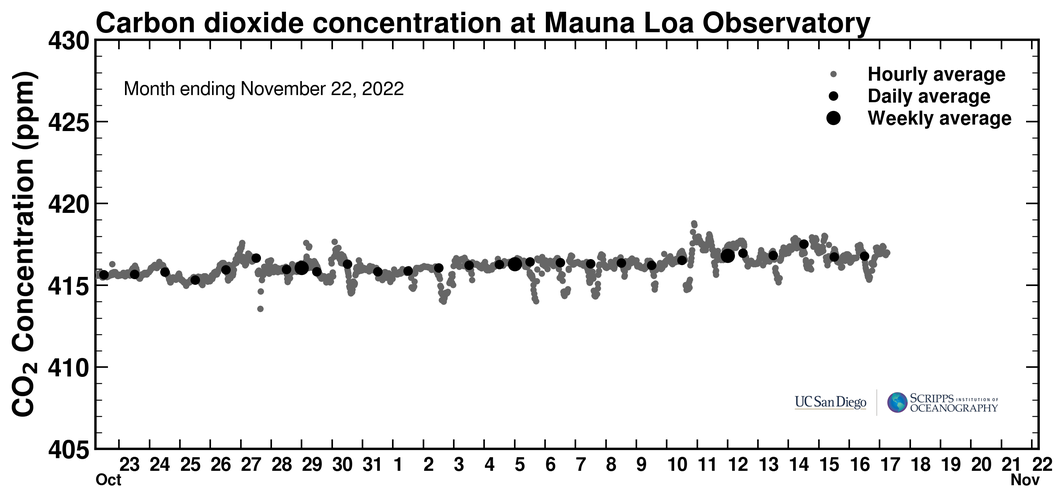 Carbon dioxide concentration at Mauna Loa Observatory
430
425
420
415
410
405
CO2 Concentration (ppm)
Month ending November 22, 2022
Hourly average
Daily average
Weekly average
UC San Diego
SCRIPPS INSTITUTION OF
OCEANOGRAPHY
23 24 25 26 27 28 29 30 31 1 2 3 4 5 6 7 8 9 10 11 12 13 14 15 16 17 18 19 20 21 22
Oct Nov